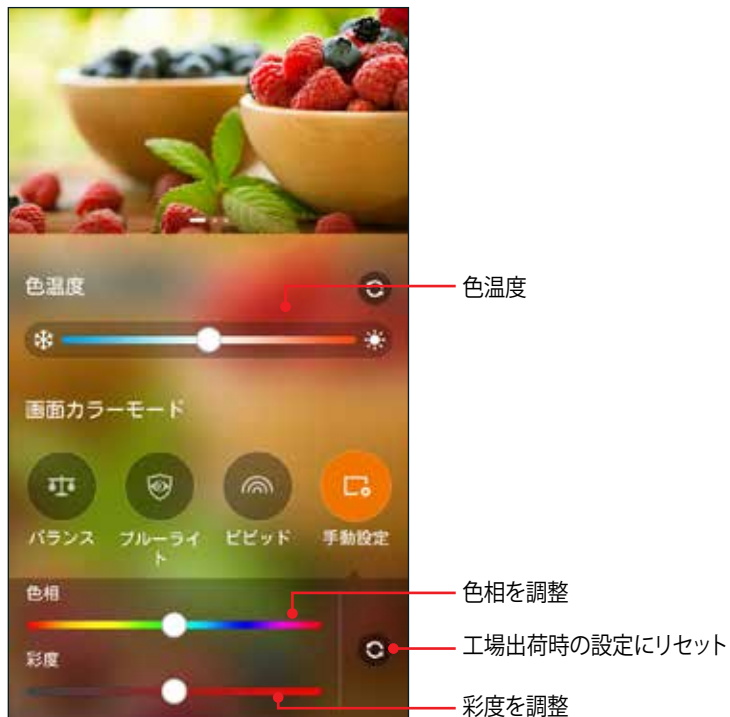 色温度
色温度
画面カラーモード
バランス
ブルーライ
ト
ビビッド
手動設定
色相
色相を調整
工場出荷時の設定にリセット
彩度
彩度を調整